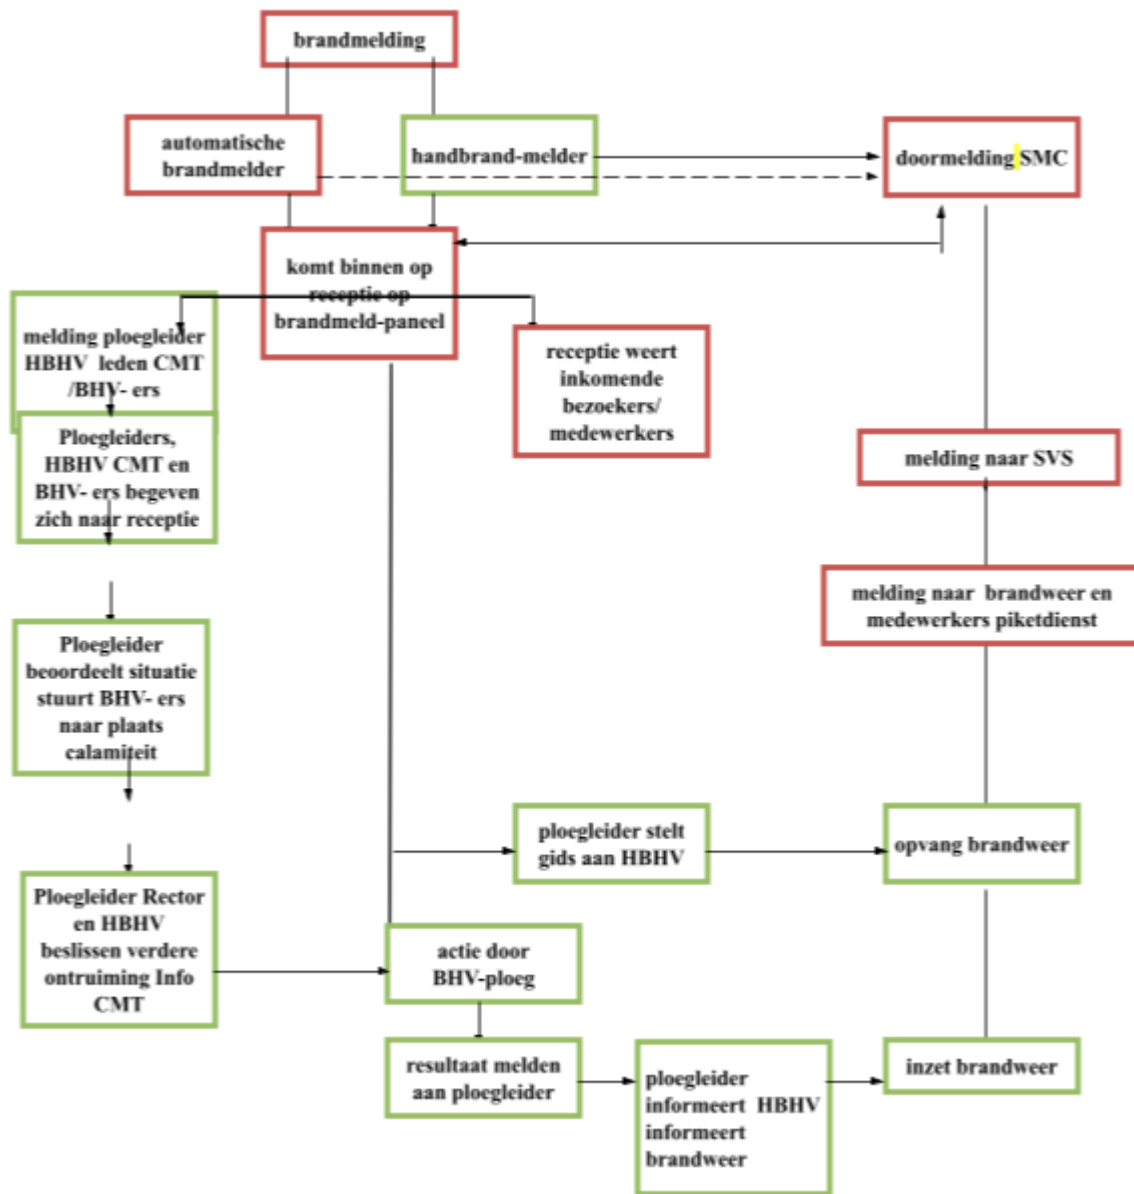 brandmelding
automatische
brandmelder
handbrand-melder
doormelding SMC
komt binnen op
receptie op
brandmeld-paneel
melding ploegleider
HBHV leden CMT
/BHV- ers
receptie weert
inkomende
bezoekers/
medewerkers
Ploegleiders,
HBHV CMT en
BHV- ers begeven
zich naar receptie
melding naar SVS
melding naar brandweer en
medewerkers piketdienst
Ploegleider
beoordeelt situatie
stuurt BHV- ers
naar plaats
calamiteit
ploegleider stelt
gids aan HBHV
opvang brandweer
Ploegleider Rector
en HBHV
beslissen verdere
ontruiming Info
CMT
actie door
BHV-ploeg
resultaat melden
aan ploegleider
ploegleider
informeert HBHV
informeert
brandweer
inzet brandweer